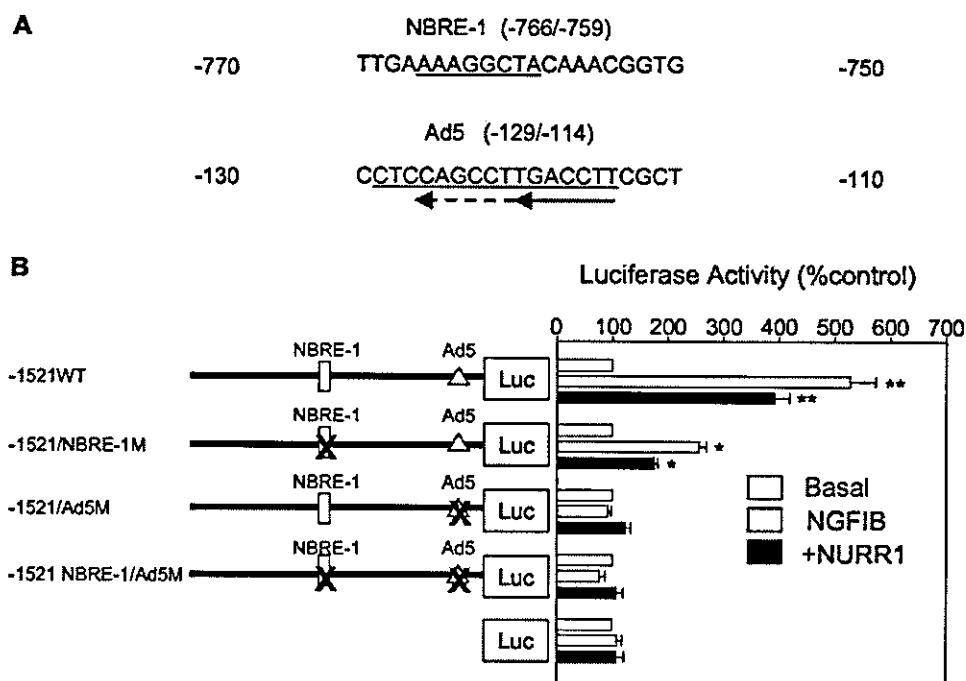 A
NBRE-1 (-766/-759)
-770 TTGAAAAGGCTACAAACGGTG -750
Ad5 (-129/-114)
-130 CCTCCAGCCTTGACCTTCGCT -110
B
Luciferase Activity (%control)
0 100 200 300 400 500 600 700
NBRE-1 Ad5
-1521WT Luc **
**
NBRE-1 Ad5
-1521/NBRE-1M X Luc *
*
NBRE-1 Ad5
-1521/Ad5M X Luc
NBRE-1 Ad5
-1521 NBRE-1/Ad5M X X Luc
Luc
Basal
NGFIB
+NURR1